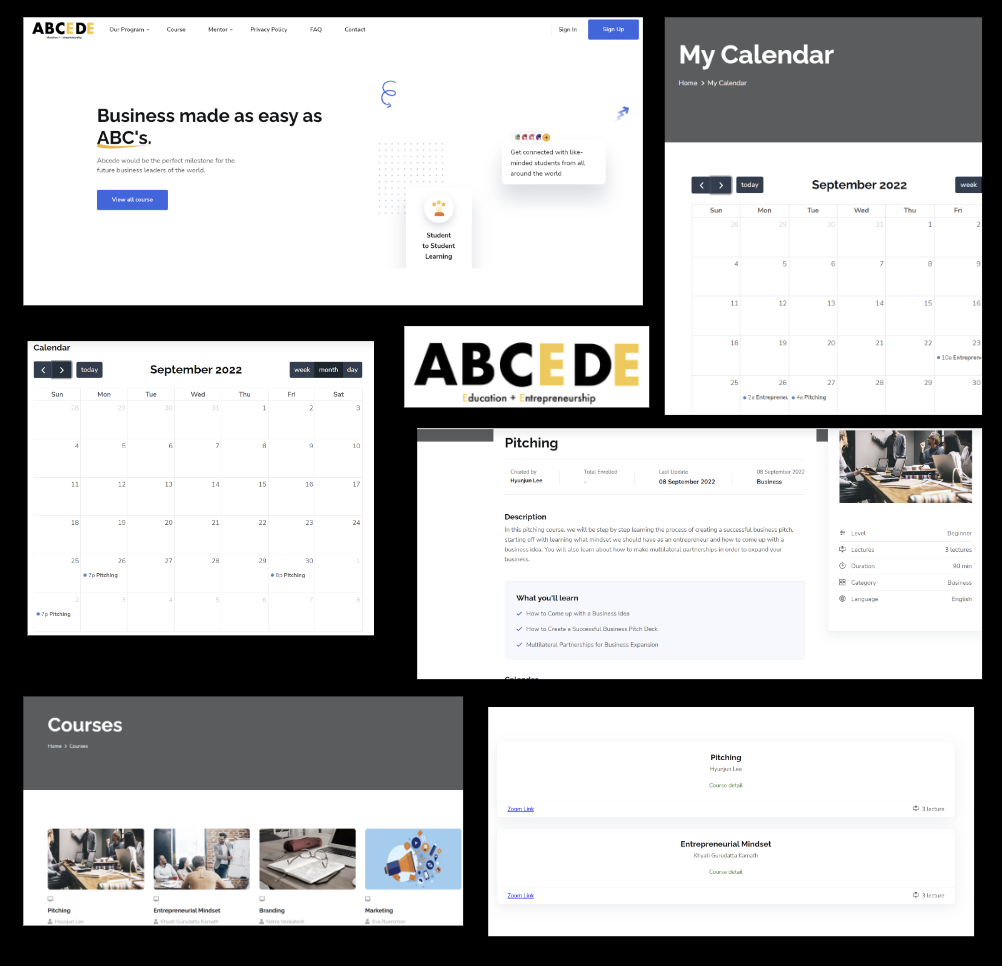 ABCEDE
Education + Entrepreneurship
Our Program
Course
Mentor
Privacy Policy
FAQ
Contact
Sign In
Sign Up
Business made as easy as
ABC's.
Abcede would be the perfect milestone for the
future business leaders of the world.
View all course
Get connected with like-
minded students from all
around the world
Student
to Student
Learning
My Calendar
Home > My Calendar
< > today September 2022 week
Sun Mon Tue Wed Thu Fri
28 29 30 31 1 2
4 5 6 7 8 9
11 12 13 14 15 16
18 19 20 21 22 23
10a Entrepren
25 26 27 28 29 30
2a Entrepreneu 4a Pitching
Calendar
< > today September 2022 week month day
Sun Mon Tue Wed Thu Fri Sat
28 29 30 31 1 2 3
4 5 6 7 8 9 10
11 12 13 14 15 16 17
18 19 20 21 22 23 24
25 26 27 28 29 30 1
7p Pitching 8p Pitching
2 3 4 5 6 7 8
7p Pitching
ABCEDE
Education + Entrepreneurship
Pitching
Created by Total Enrolled Last Update 08 September 2022
Hyunjun Lee - 08 September 2022 Business
Description
In this pitching course, we will be step by step learning the process of creating a successful business pitch,
starting off with learning what mindset we should have as an entrepreneur and how to come up with a
business idea. You will also learn about how to make multilateral partnerships in order to expand your
business.
What you'll learn
How to Come up with a Business Idea
How to Create a Successful Business Pitch Deck
Multilateral Partnerships for Business Expansion
Calendar
Level Beginner
Lectures 3 lectures
Duration 90 min
Category Business
Language English
Courses
Home > Courses
Pitching
Hyunjun Lee
Entrepreneurial Mindset
Khyati Gurudatta Kamath
Branding
Marketing
Pitching
Hyunjun Lee
Course detail
Zoom Link 3 lecture
Entrepreneurial Mindset
Khyati Gurudatta Kamath
Course detail
Zoom Link 3 lecture